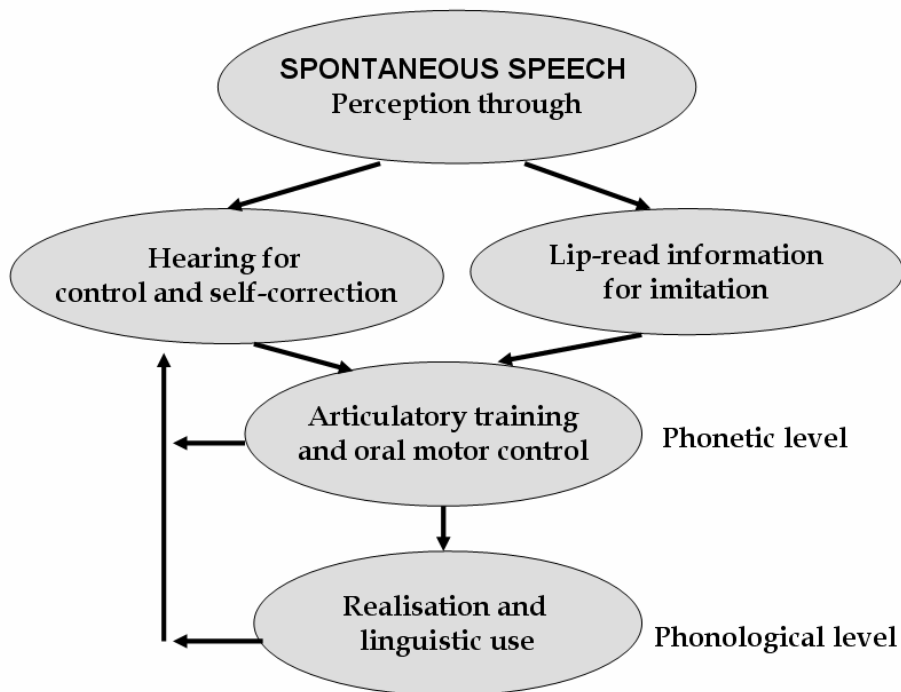 SPONTANEOUS SPEECH
Perception through
Hearing for
control and self-correction
Lip-read information
for imitation
Articulatory training
and oral motor control
Phonetic level
Realisation and
linguistic use
Phonological level